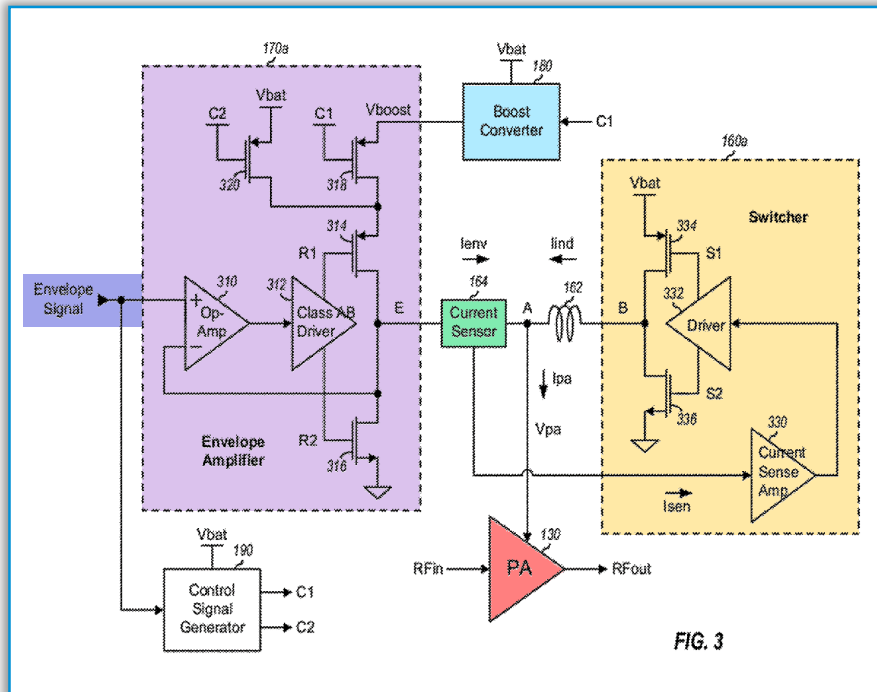 170a
Vbat
180
C2
Vbat
C1
Vboost
Boost
Converter
C1
160a
320
318
Vbat
Switcher
314
R1
Ienv
Iind
334
S1
Envelope
Signal
310
+
Op-
Amp
−
312
Class AB
Driver
E
164
Current
Sensor
A
162
B
332
Driver
Ipa
S2
336
Vpa
330
Envelope
Amplifier
R2
316
Current
Sense
Amp
Isen
Vbat
190
Control
Signal
Generator
C1
C2
RFin
130
PA
RFout
FIG. 3